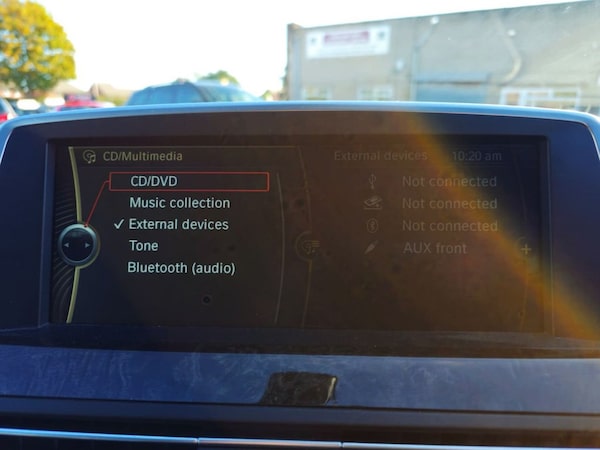 CD/Multimedia
CD/DVD
Music collection
External devices
Tone
Bluetooth (audio)
External devices 10:20 am
Not connected
Not connected
Not connected
AUX front